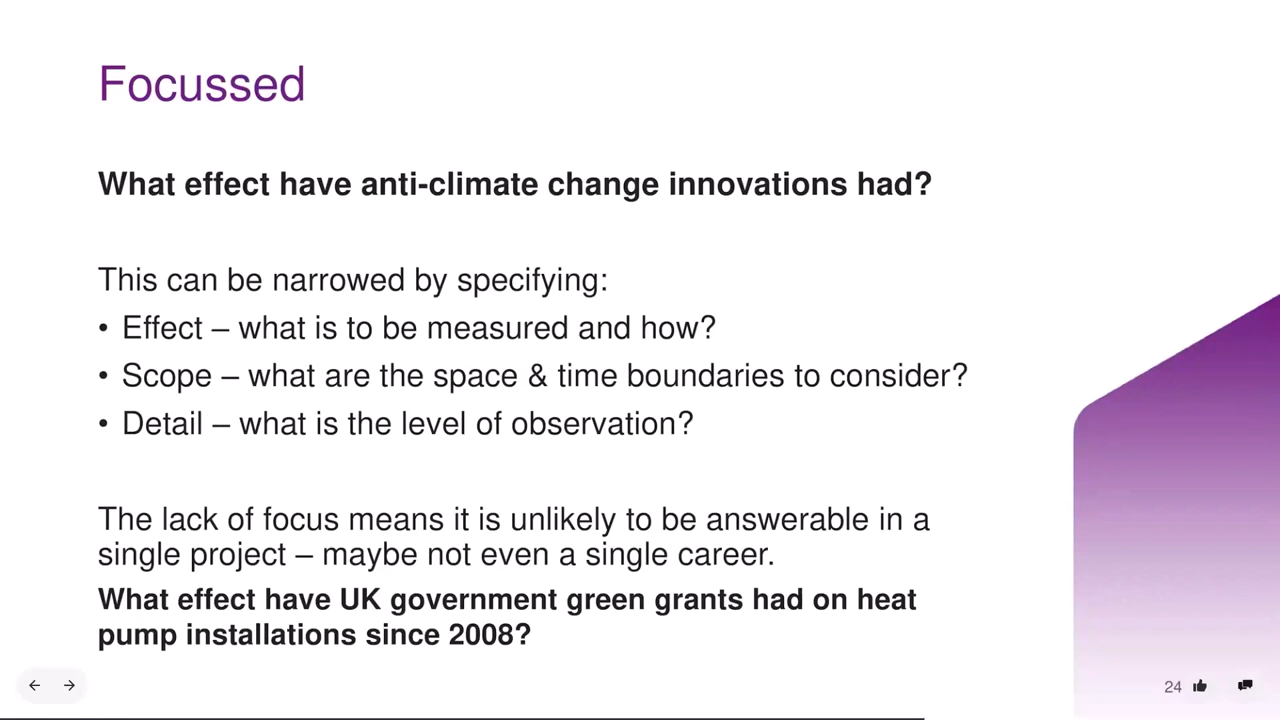 Focussed
What effect have anti-climate change innovations had?
This can be narrowed by specifying:
• Effect – what is to be measured and how?
• Scope – what are the space & time boundaries to consider?
• Detail – what is the level of observation?
The lack of focus means it is unlikely to be answerable in a
single project – maybe not even a single career.
What effect have UK government green grants had on heat
pump installations since 2008?
24